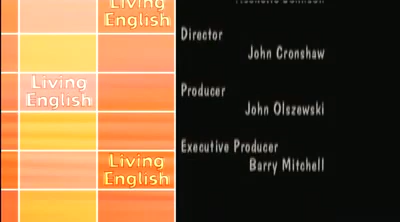 Living
English
Living
English
Living
English
Director
John Cronshaw
Producer
John Olszewski
Executive Producer
Barry Mitchell